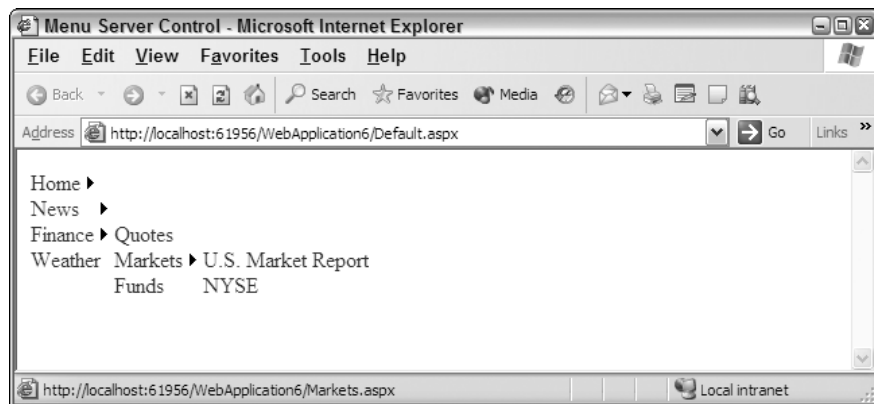 Menu Server Control - Microsoft Internet Explorer
File Edit View Favorites Tools Help
Back Search Favorites Media
Address http://localhost:61956/WebApplication6/Default.aspx Go Links »
Home
News
Finance Quotes
Weather Markets U.S. Market Report
Funds NYSE
http://localhost:61956/WebApplication6/Markets.aspx Local intranet